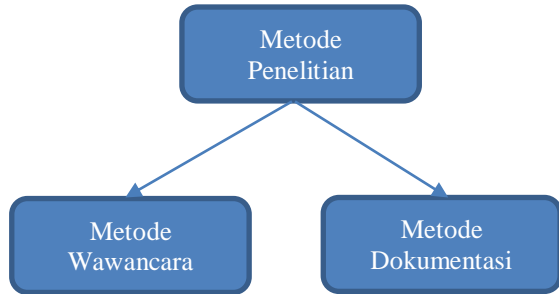 Metode
Penelitian
Metode
Wawancara
Metode
Dokumentasi